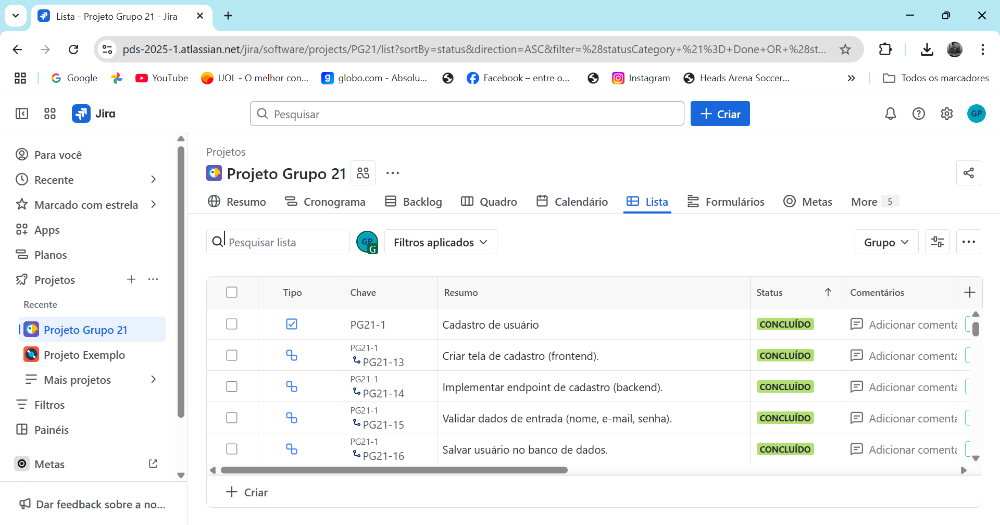 Lista - Projeto Grupo 21 - Jira
pds-2025-1.atlassian.net/jira/software/projects/PG21/list?sortBy=status&direction=ASC&filter=%28statusCategory+%21%3D+Done+OR+%28st...
Google
YouTube
UOL - O melhor con...
globo.com - Absolu...
Facebook – entre o...
Instagram
Heads Arena Soccer...
Todos os marcadores
Jira
Pesquisar
Criar
GP
Para você
Recente
Marcado com estrela
Apps
Planos
Projetos
Recente
Projeto Grupo 21
Projeto Exemplo
Mais projetos
Filtros
Painéis
Metas
Dar feedback sobre a no...
Projetos
Projeto Grupo 21
Resumo Cronograma Backlog Quadro Calendário Lista Formulários Metas More 5
Pesquisar lista GP G Filtros aplicados Grupo
Tipo Chave Resumo Status Comentários
PG21-1 Cadastro de usuário CONCLUÍDO Adicionar comenta
PG21-1
PG21-13 Criar tela de cadastro (frontend). CONCLUÍDO Adicionar comenta
PG21-1
PG21-14 Implementar endpoint de cadastro (backend). CONCLUÍDO Adicionar comenta
PG21-1
PG21-15 Validar dados de entrada (nome, e-mail, senha). CONCLUÍDO Adicionar comenta
PG21-1
PG21-16 Salvar usuário no banco de dados. CONCLUÍDO Adicionar comenta
Criar